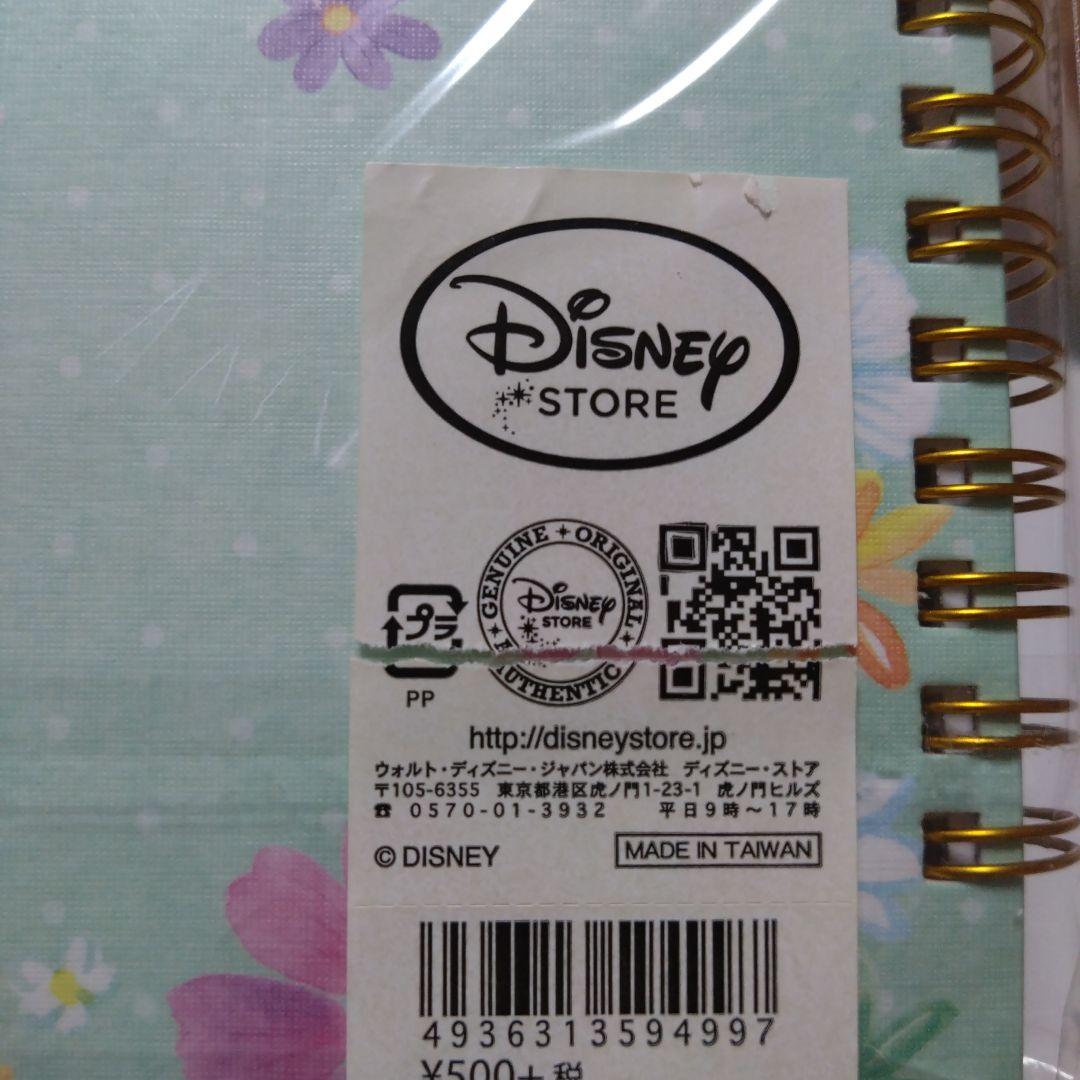 Disney
STORE
GENUINE ORIGINAL
Disney
STORE
AUTHENTIC
プラ
PP
http://disneystore.jp
ウォルト・ディズニー・ジャパン株式会社 ディズニー・ストア
〒105-6355 東京都港区虎ノ門1-23-1 虎ノ門ヒルズ
☎ 0570-01-3932 平日9時～17時
© DISNEY
MADE IN TAIWAN
4936313594997
¥500+税